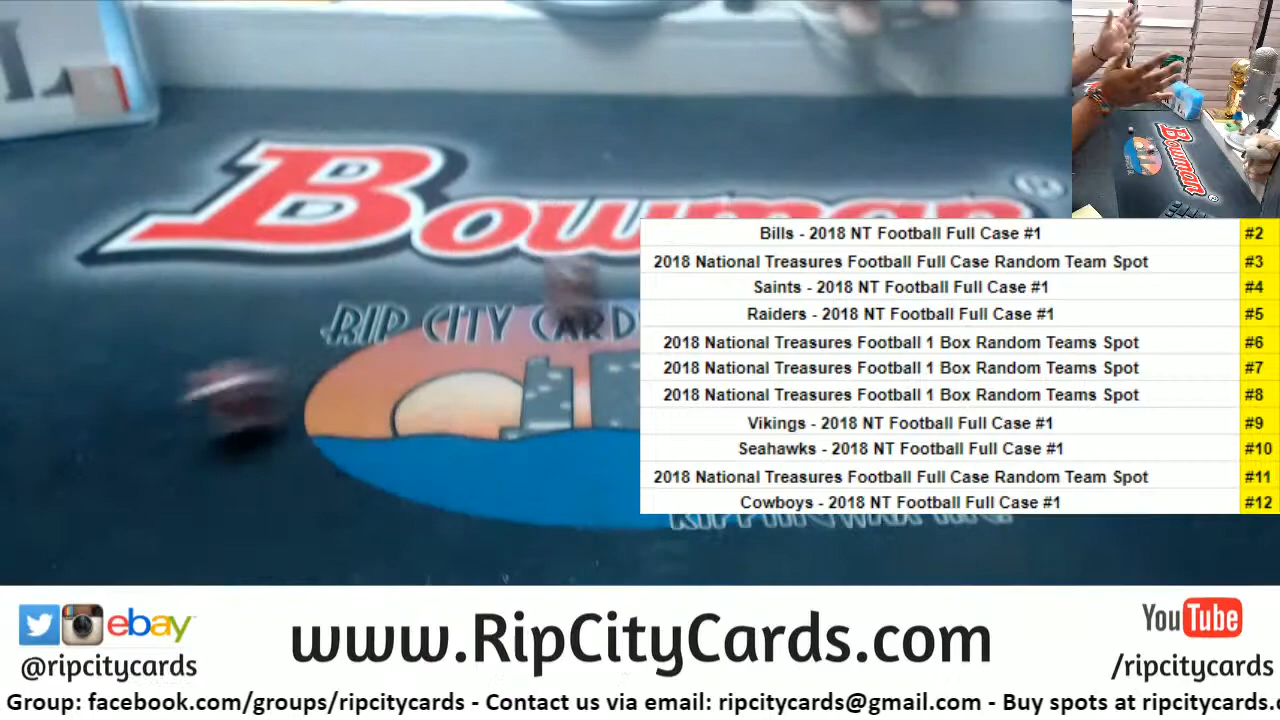 Bowman®
RIP CITY CARD
Bowman®
Bills - 2018 NT Football Full Case #1 #2
2018 National Treasures Football Full Case Random Team Spot #3
Saints - 2018 NT Football Full Case #1 #4
Raiders - 2018 NT Football Full Case #1 #5
2018 National Treasures Football 1 Box Random Teams Spot #6
2018 National Treasures Football 1 Box Random Teams Spot #7
2018 National Treasures Football 1 Box Random Teams Spot #8
Vikings - 2018 NT Football Full Case #1 #9
Seahawks - 2018 NT Football Full Case #1 #10
2018 National Treasures Football Full Case Random Team Spot #11
Cowboys - 2018 NT Football Full Case #1 #12
ebay
@ripcitycards
www.RipCityCards.com
YouTube
/ripcitycards
Group: facebook.com/groups/ripcitycards - Contact us via email: ripcitycards@gmail.com - Buy spots at ripcitycards.